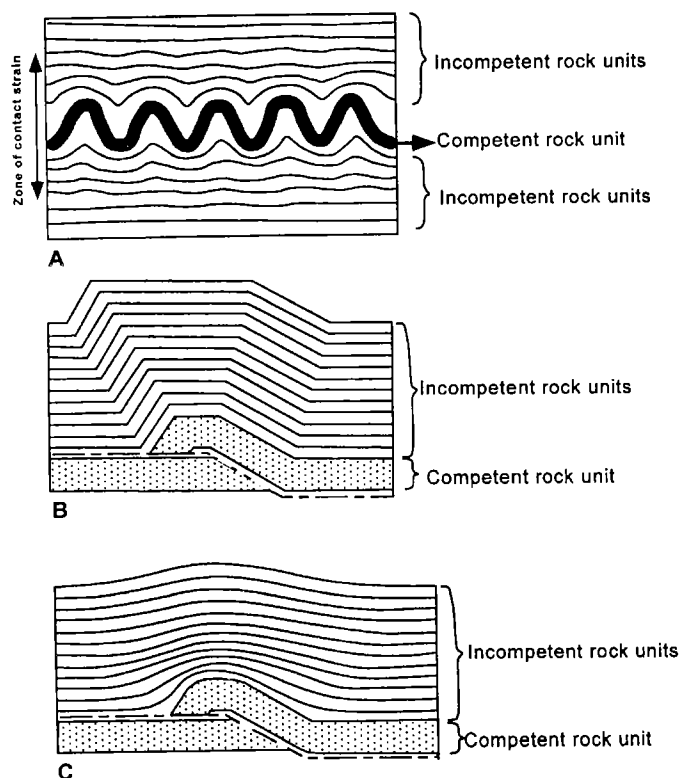 Zone of contact strain
Incompetent rock units
Competent rock unit
Incompetent rock units
A
Incompetent rock units
Competent rock unit
B
Incompetent rock units
Competent rock unit
C